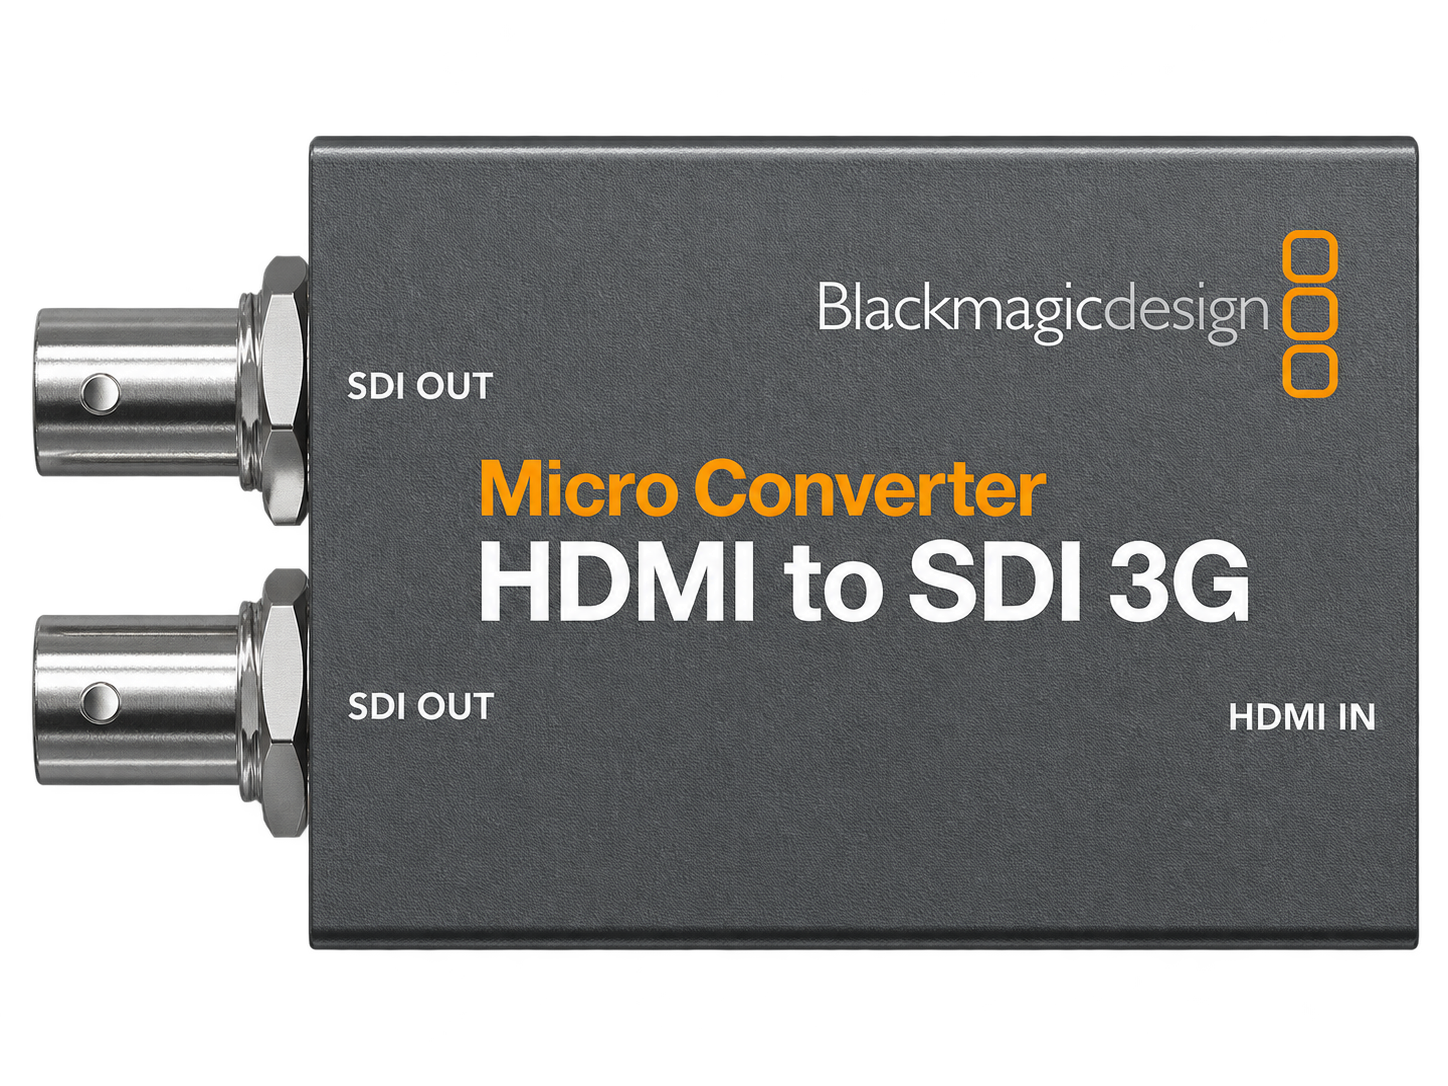 Blackmagicdesign
SDI OUT
Micro Converter
HDMI to SDI 3G
SDI OUT
HDMI IN